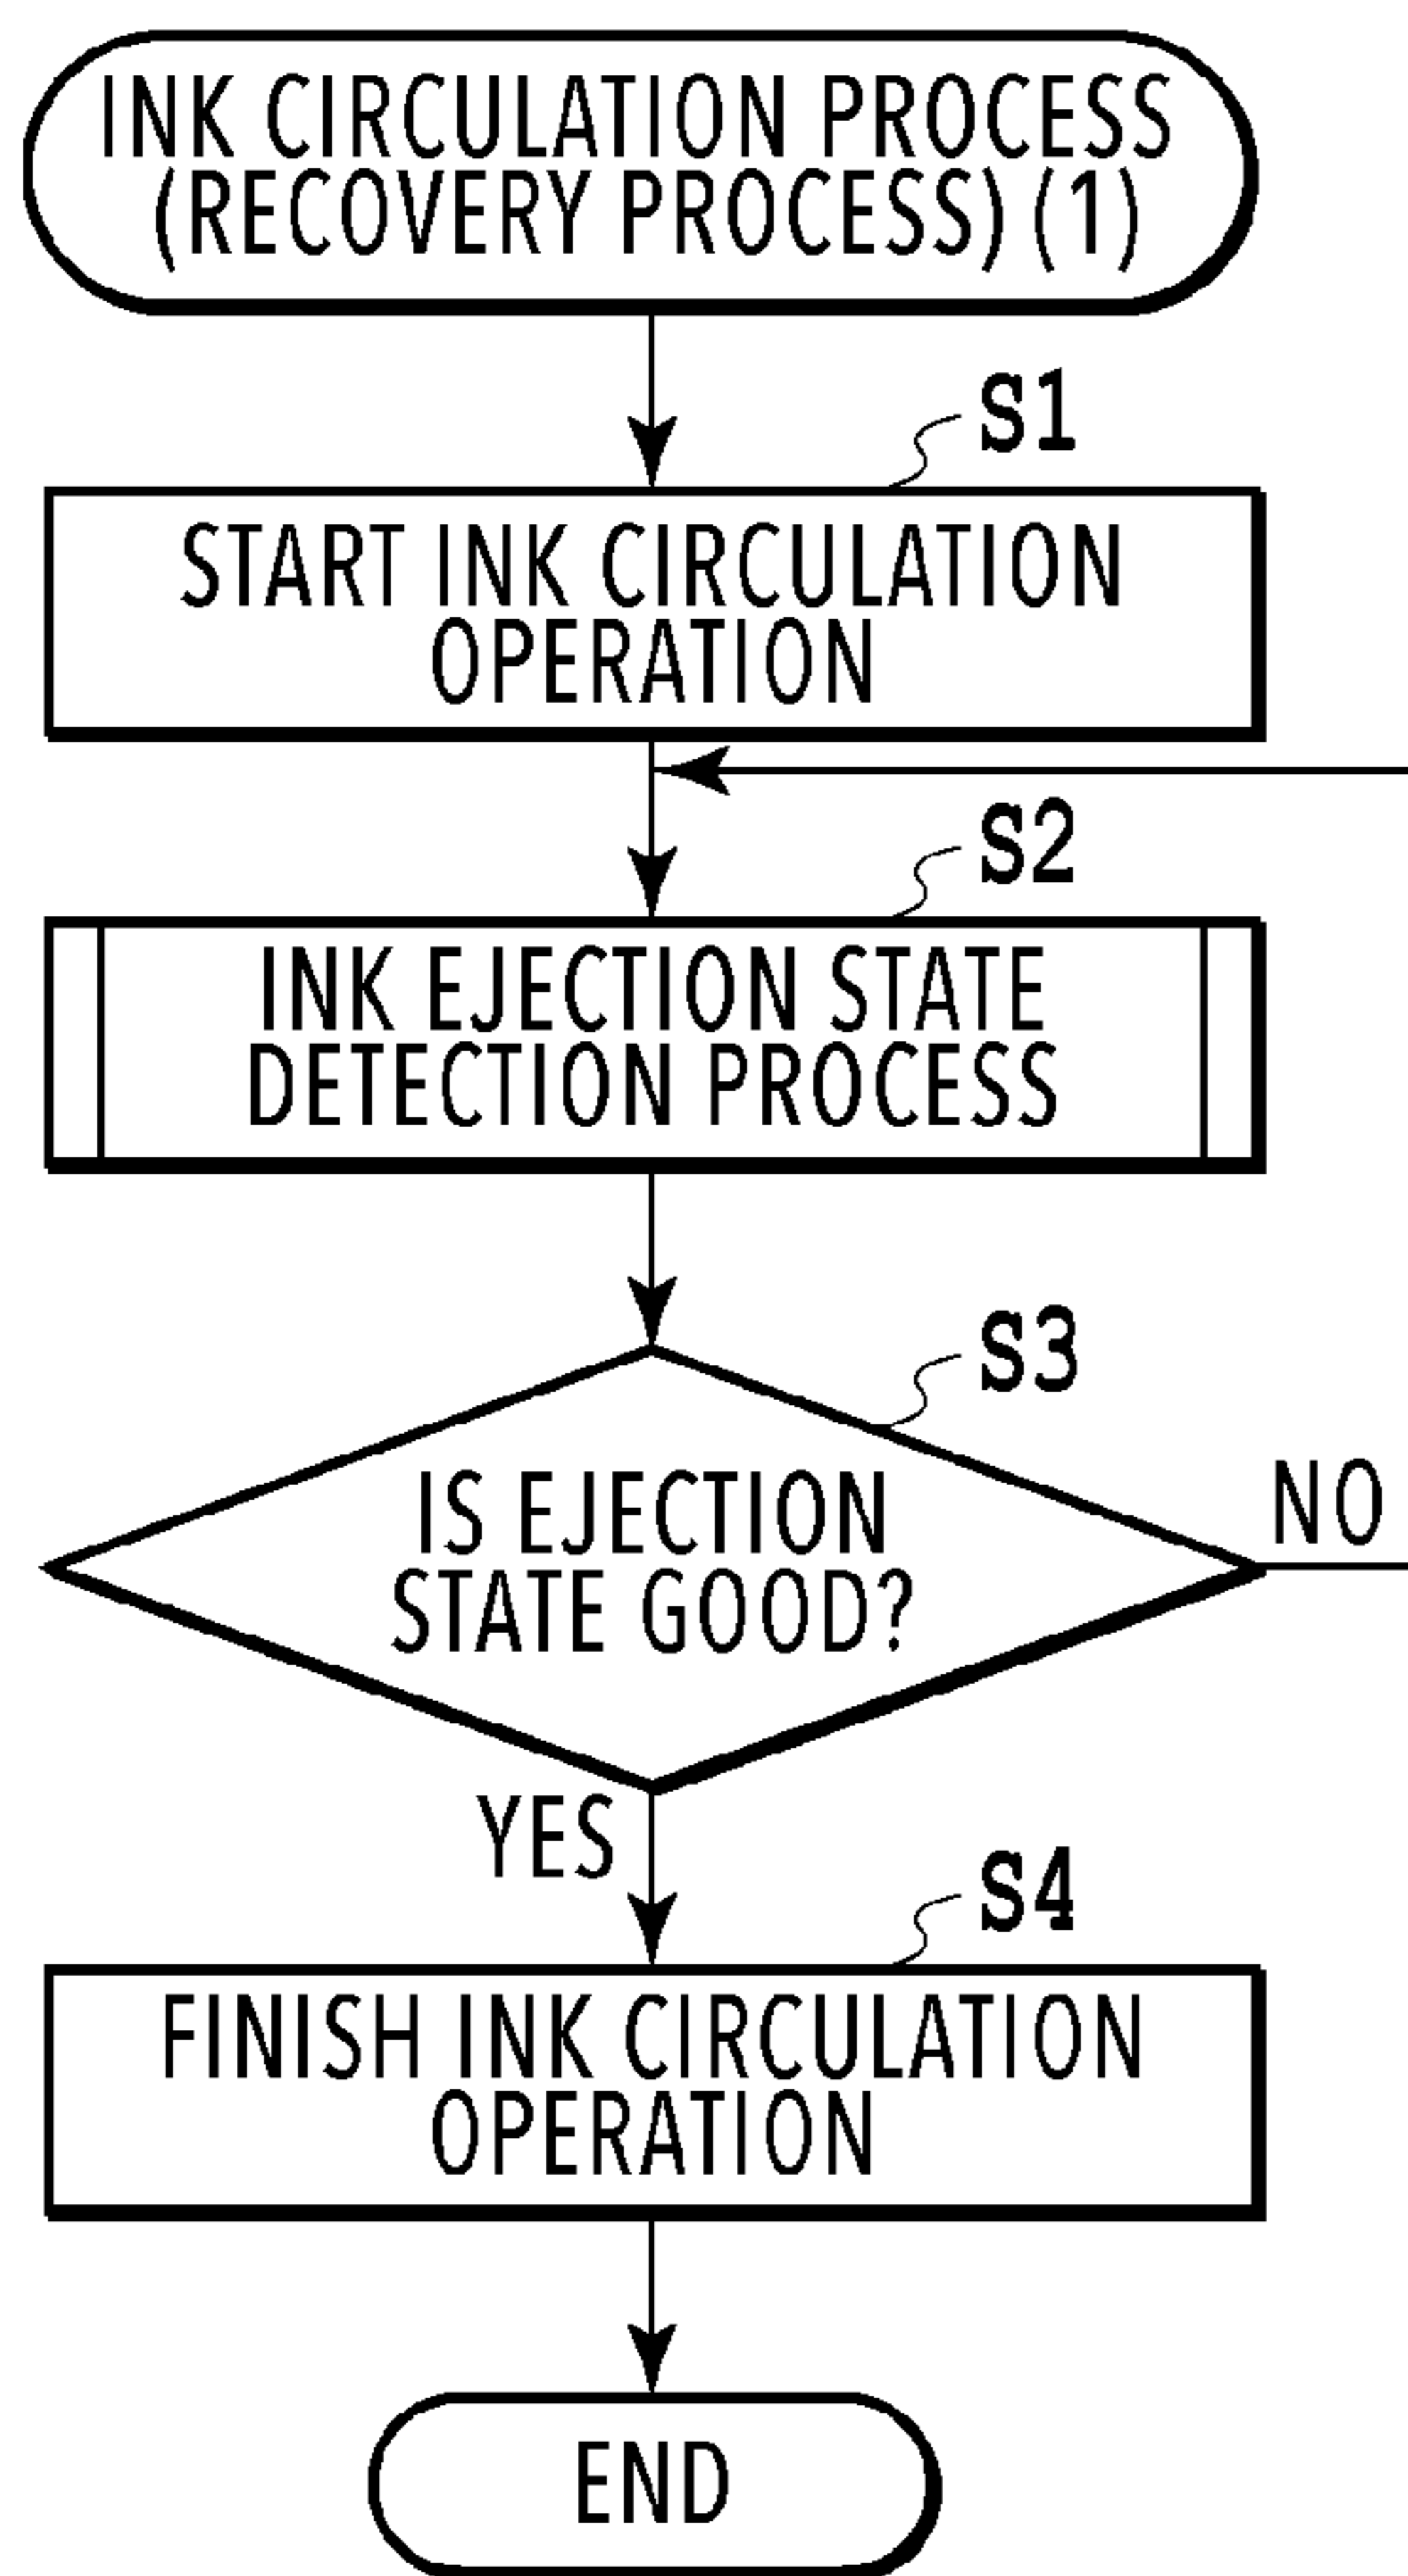 INK CIRCULATION PROCESS
(RECOVERY PROCESS) (1)
S1
START INK CIRCULATION
OPERATION
S2
INK EJECTION STATE
DETECTION PROCESS
S3
IS EJECTION
STATE GOOD?
NO
YES
S4
FINISH INK CIRCULATION
OPERATION
END